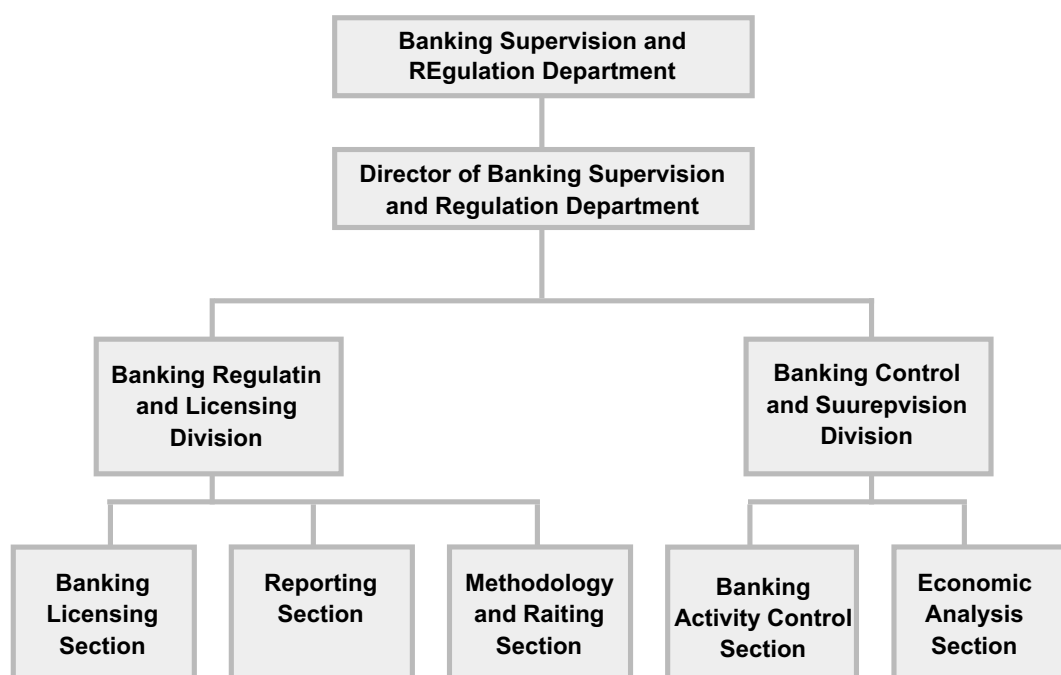 Banking Supervision and
REgulation Department
Director of Banking Supervision
and Regulation Department
Banking Regulatin
and Licensing
Division
Banking Control
and Suurepvision
Division
Banking
Licensing
Section
Reporting
Section
Methodology
and Raiting
Section
Banking
Activity Control
Section
Economic
Analysis
Section